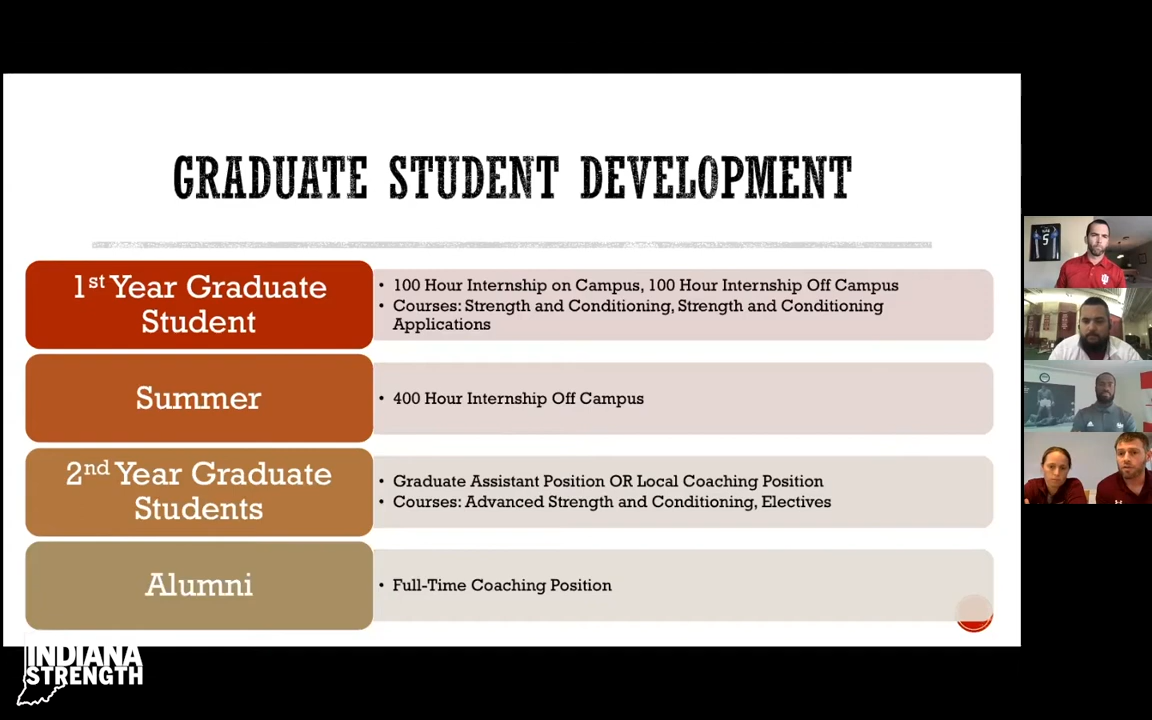 GRADUATE STUDENT DEVELOPMENT
1st Year Graduate
Student
• 100 Hour Internship on Campus, 100 Hour Internship Off Campus
• Courses: Strength and Conditioning, Strength and Conditioning
Applications
Summer
• 400 Hour Internship Off Campus
2nd Year Graduate
Students
• Graduate Assistant Position OR Local Coaching Position
• Courses: Advanced Strength and Conditioning, Electives
Alumni
• Full-Time Coaching Position
INDIANA
STRENGTH
5